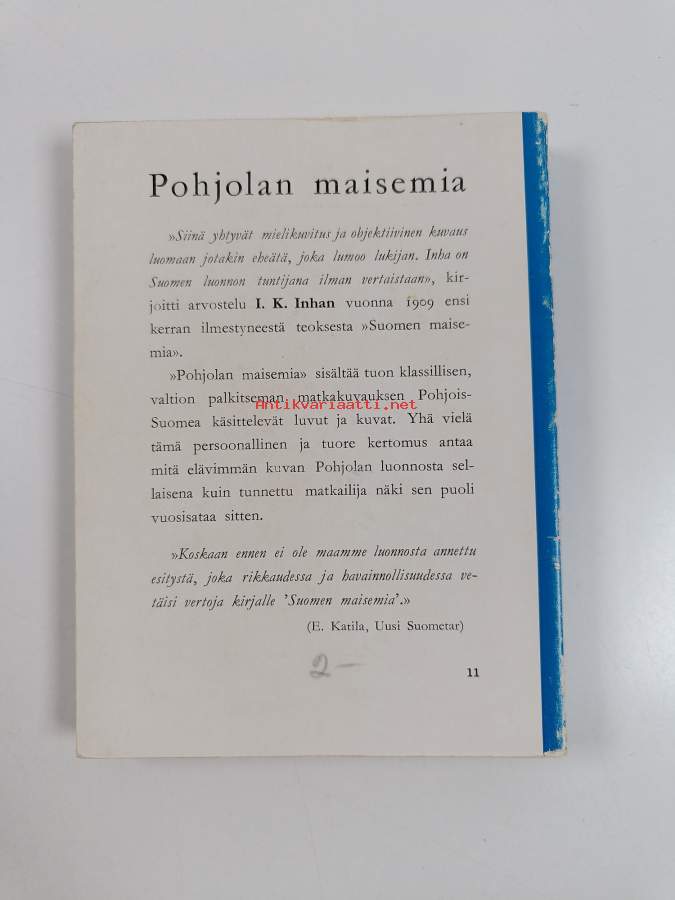 Pohjolan maisemia
»Siinä yhtyvät mielikuvitus ja objektiivinen kuvaus
luomaan jotakin eheätä, joka lumoo lukijan. Inha on
Suomen luonnon tuntijana ilman vertaistaan», kir-
joitti arvostelu I. K. Inhan vuonna 1909 ensi
kerran ilmestyneestä teoksesta »Suomen maise-
mia».
»Pohjolan maisemia» sisältää tuon klassillisen,
valtion palkitseman matkakuvauksen Pohjois-
Antikvariaatti.net
Suomea käsittelevät luvut ja kuvat. Yhä vielä
tämä persoonallinen ja tuore kertomus antaa
mitä elävimmän kuvan Pohjolan luonnosta sel-
laisena kuin tunnettu matkailija näki sen puoli
vuosisataa sitten.
»Koskaan ennen ei ole maamme luonnosta annettu
esitystä, joka rikkaudessa ja havainnollisuudessa ve-
täisi vertoja kirjalle 'Suomen maisemia'.»
(E. Katila, Uusi Suometar)
2—
11